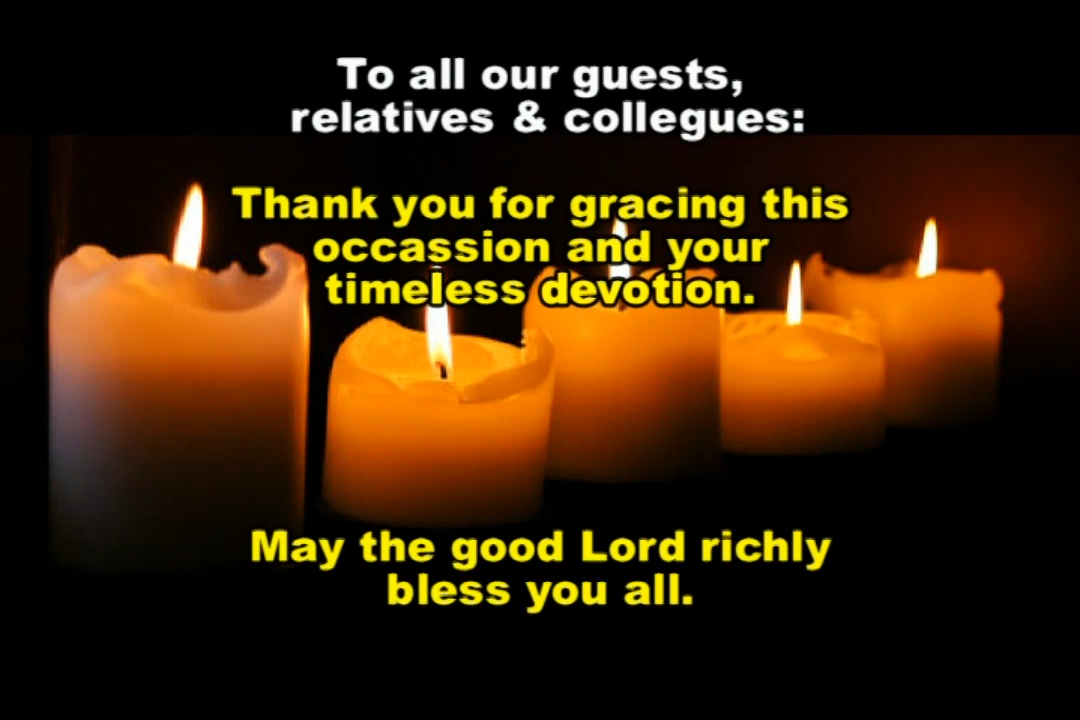 To all our guests,
relatives & collegues:
Thank you for gracing this
occassion and your
timeless devotion.
May the good Lord richly
bless you all.